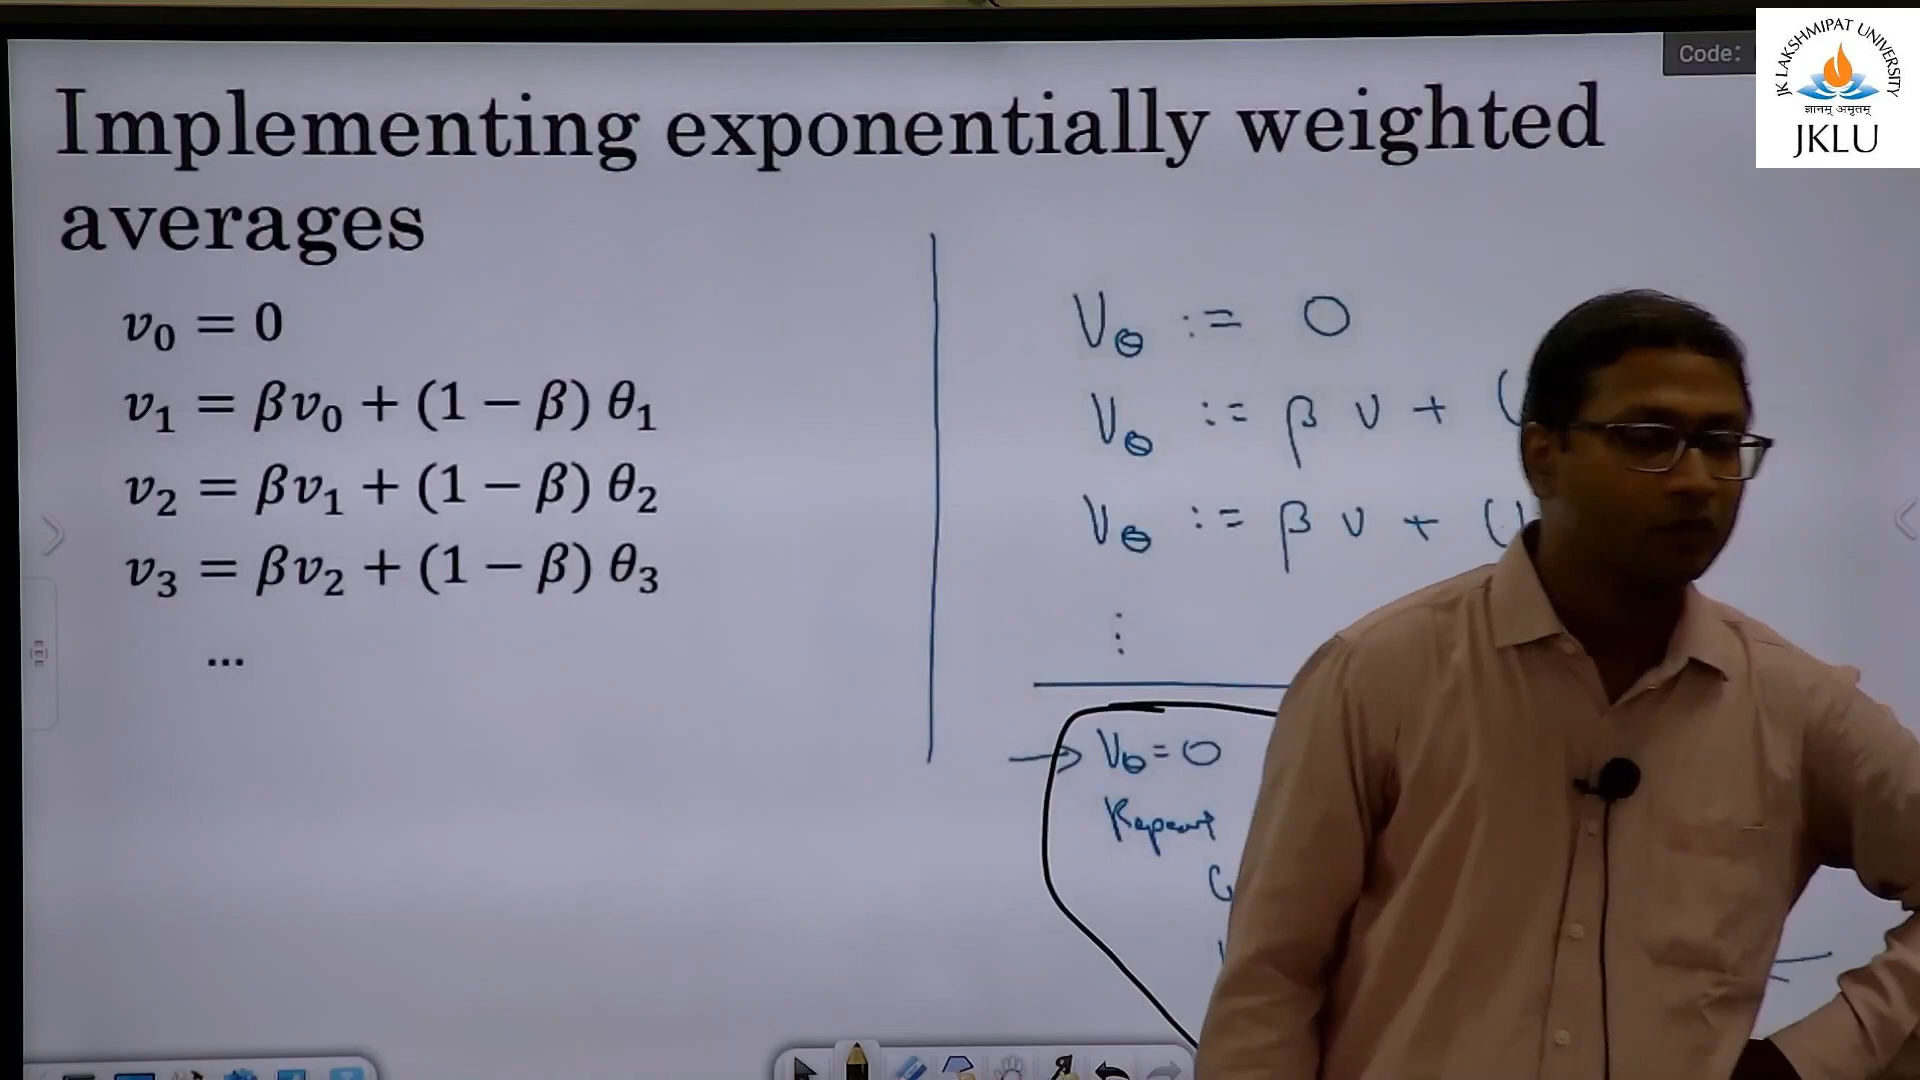 Implementing exponentially weighted
averages
v₀ = 0
v₁ = βv₀ + (1 − β) θ₁
v₂ = βv₁ + (1 − β) θ₂
v₃ = βv₂ + (1 − β) θ₃
...
V_θ := 0
V_θ := β v + (
V_θ := β v + (1
⋮
V_θ = 0
Repeat
Code:
JK LAKSHMIPAT UNIVERSITY
ज्ञानम् अमृतम्
JKLU